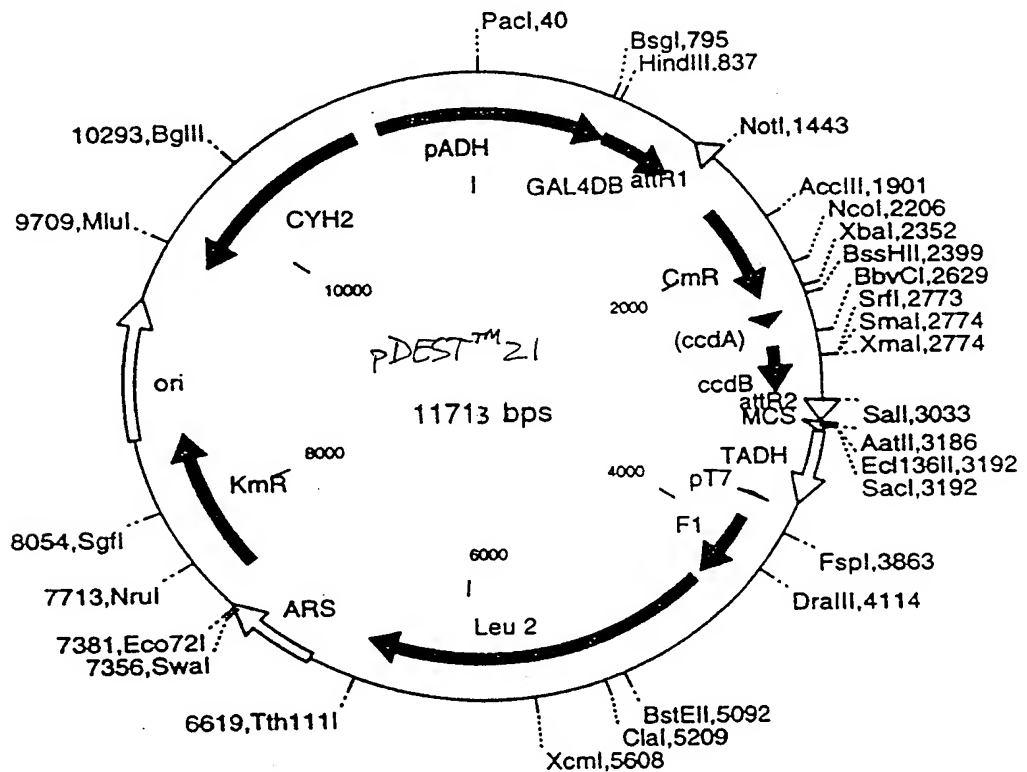 PacI,40
BsgI,795
HindIII,837
NotI,1443
AccIII,1901
NcoI,2206
XbaI,2352
BssHII,2399
BbvCI,2629
SrfI,2773
SmaI,2774
XmaI,2774
SalI,3033
AatII,3186
Ecl136II,3192
SacI,3192
FspI,3863
DraIII,4114
BstEII,5092
ClaI,5209
XcmI,5608
6619,Tth111I
7356,SwaI
7381,Eco72I
7713,NruI
8054,SgfI
9709,MluI
10293,BglII
pADH
GAL4DB
attR1
CmR
(ccdA)
ccdB
attR2
MCS
TADH
pT7
F1
Leu 2
ARS
KmR
ori
CYH2
2000
4000
6000
8000
10000
pDEST™21
11713 bps